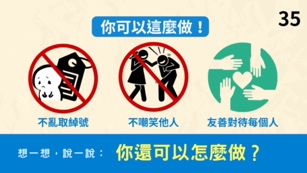 你可以這麼做！
35
不亂取綽號
不嘲笑他人
友善對待每個人
想一想，說一說：
你還可以怎麼做？